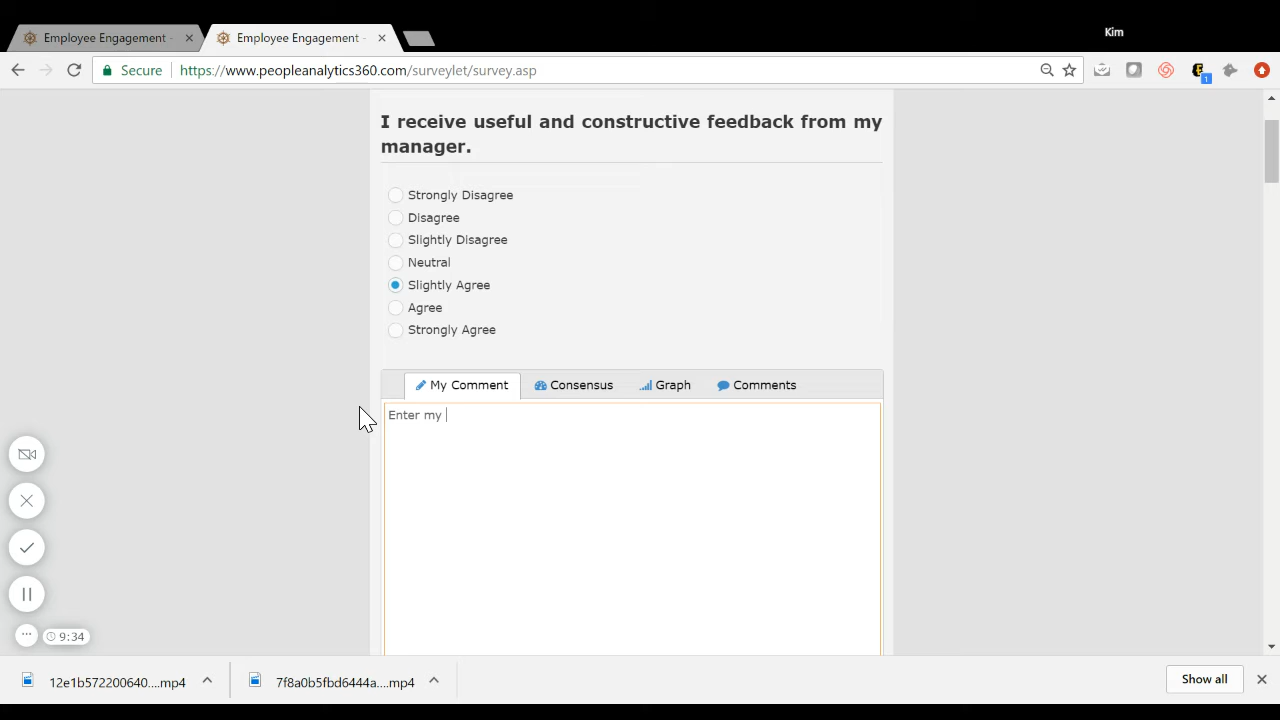 Kim
Employee Engagement -
Employee Engagement -
Secure
https://www.peopleanalytics360.com/surveylet/survey.asp
1
I receive useful and constructive feedback from my
manager.
Strongly Disagree
Disagree
Slightly Disagree
Neutral
Slightly Agree
Agree
Strongly Agree
My Comment
Consensus
Graph
Comments
Enter my
9:34
12e1b572200640....mp4
7f8a0b5fbd6444a....mp4
Show all